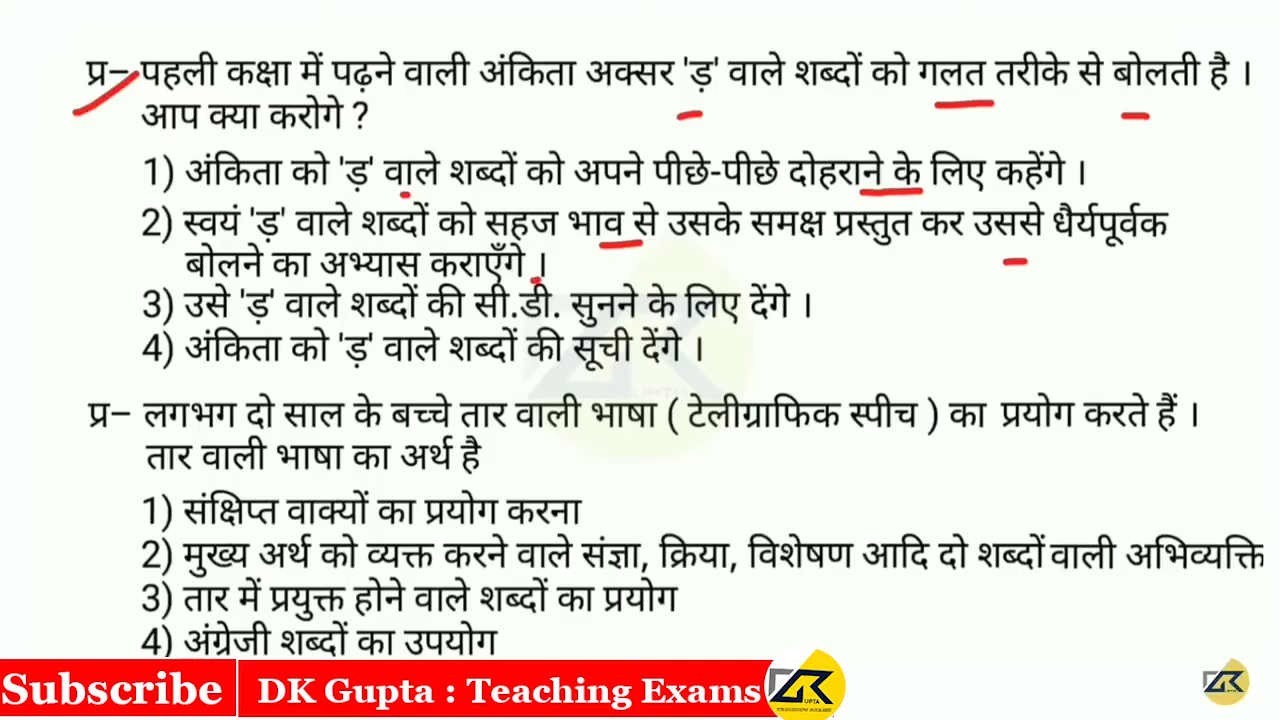 प्र– पहली कक्षा में पढ़ने वाली अंकिता अक्सर 'ड़' वाले शब्दों को गलत तरीके से बोलती है ।
आप क्या करोगे ?
1) अंकिता को 'ड़' वाले शब्दों को अपने पीछे-पीछे दोहराने के लिए कहेंगे ।
2) स्वयं 'ड़' वाले शब्दों को सहज भाव से उसके समक्ष प्रस्तुत कर उससे धैर्यपूर्वक
बोलने का अभ्यास कराएँगे ।
3) उसे 'ड़' वाले शब्दों की सी.डी. सुनने के लिए देंगे ।
4) अंकिता को 'ड़' वाले शब्दों की सूची देंगे ।
प्र– लगभग दो साल के बच्चे तार वाली भाषा ( टेलीग्राफिक स्पीच ) का प्रयोग करते हैं ।
तार वाली भाषा का अर्थ है
1) संक्षिप्त वाक्यों का प्रयोग करना
2) मुख्य अर्थ को व्यक्त करने वाले संज्ञा, क्रिया, विशेषण आदि दो शब्दों वाली अभिव्यक्ति
3) तार में प्रयुक्त होने वाले शब्दों का प्रयोग
4) अंग्रेजी शब्दों का उपयोग
Subscribe DK Gupta : Teaching Exams